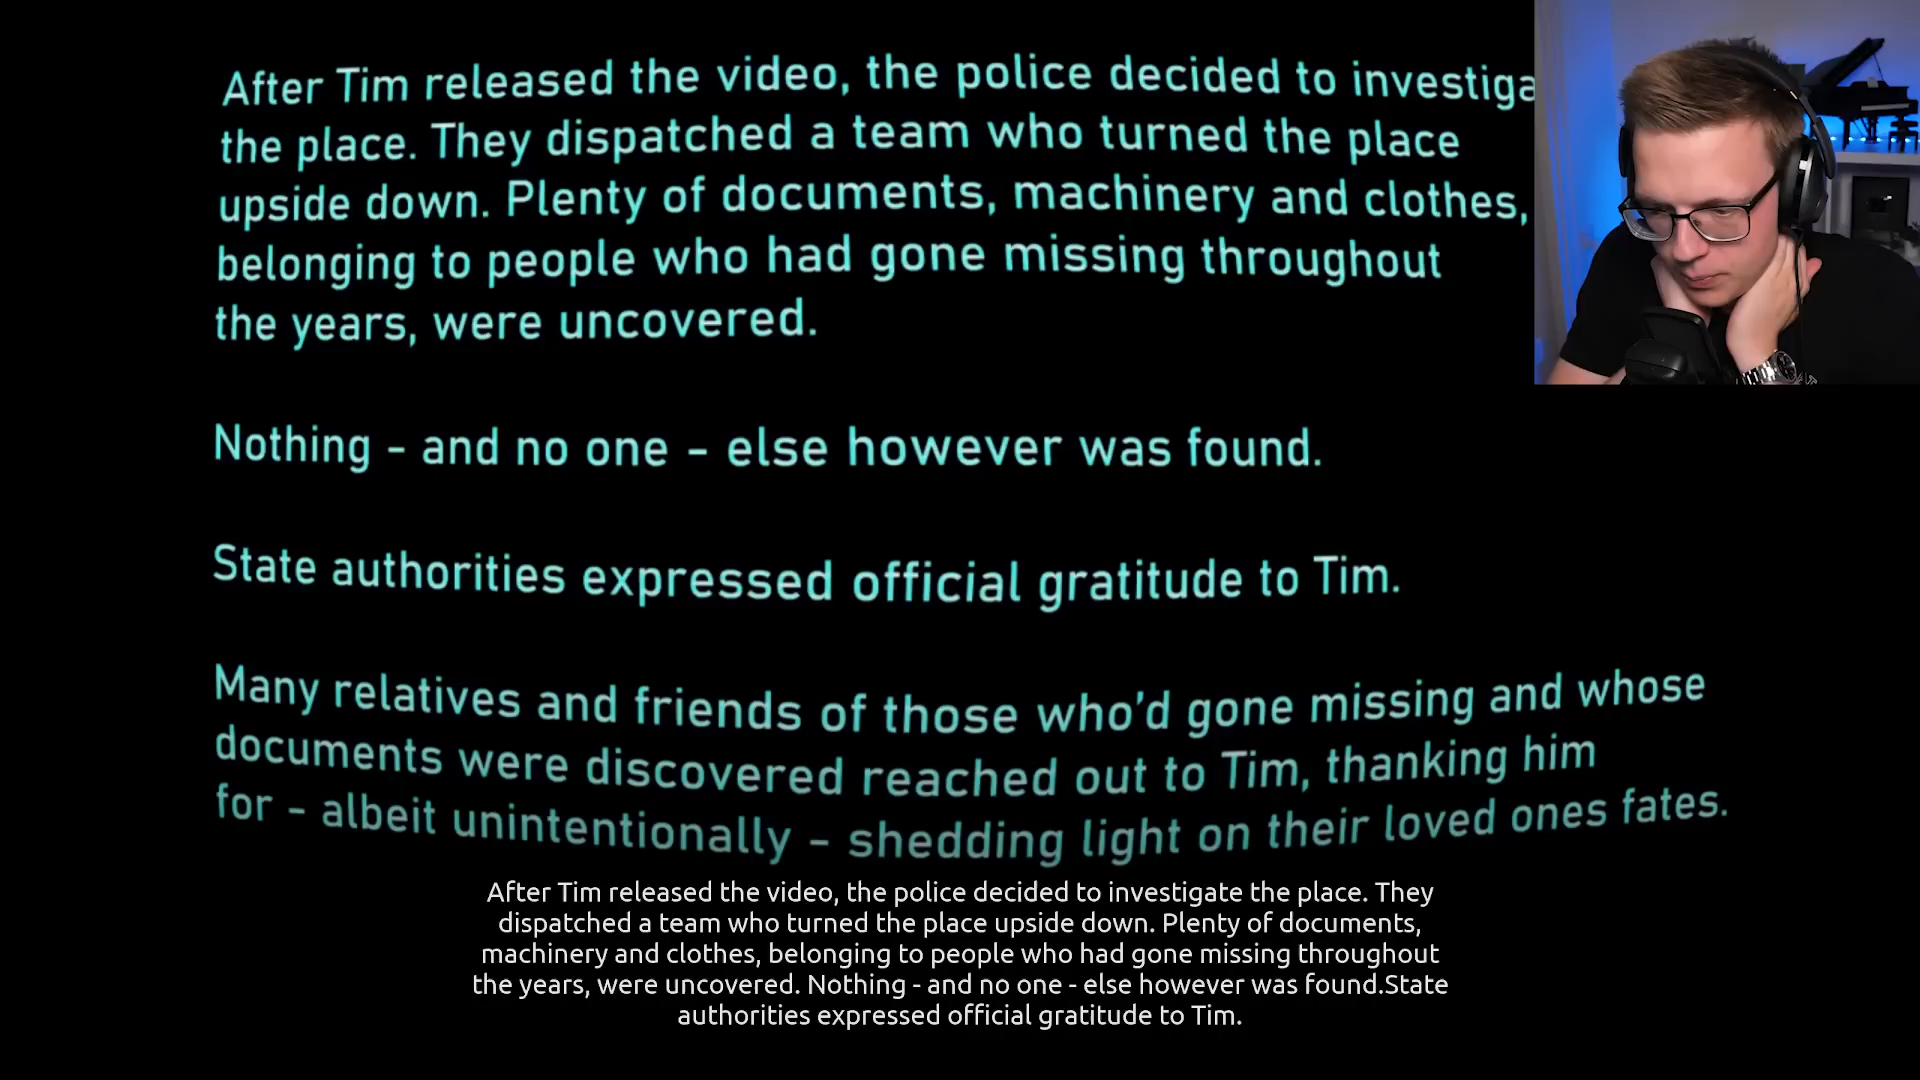 After Tim released the video, the police decided to investiga
the place. They dispatched a team who turned the place
upside down. Plenty of documents, machinery and clothes,
belonging to people who had gone missing throughout
the years, were uncovered.
Nothing - and no one - else however was found.
State authorities expressed official gratitude to Tim.
Many relatives and friends of those who'd gone missing and whose
documents were discovered reached out to Tim, thanking him
for - albeit unintentionally - shedding light on their loved ones fates.
After Tim released the video, the police decided to investigate the place. They
dispatched a team who turned the place upside down. Plenty of documents,
machinery and clothes, belonging to people who had gone missing throughout
the years, were uncovered. Nothing - and no one - else however was found.State
authorities expressed official gratitude to Tim.